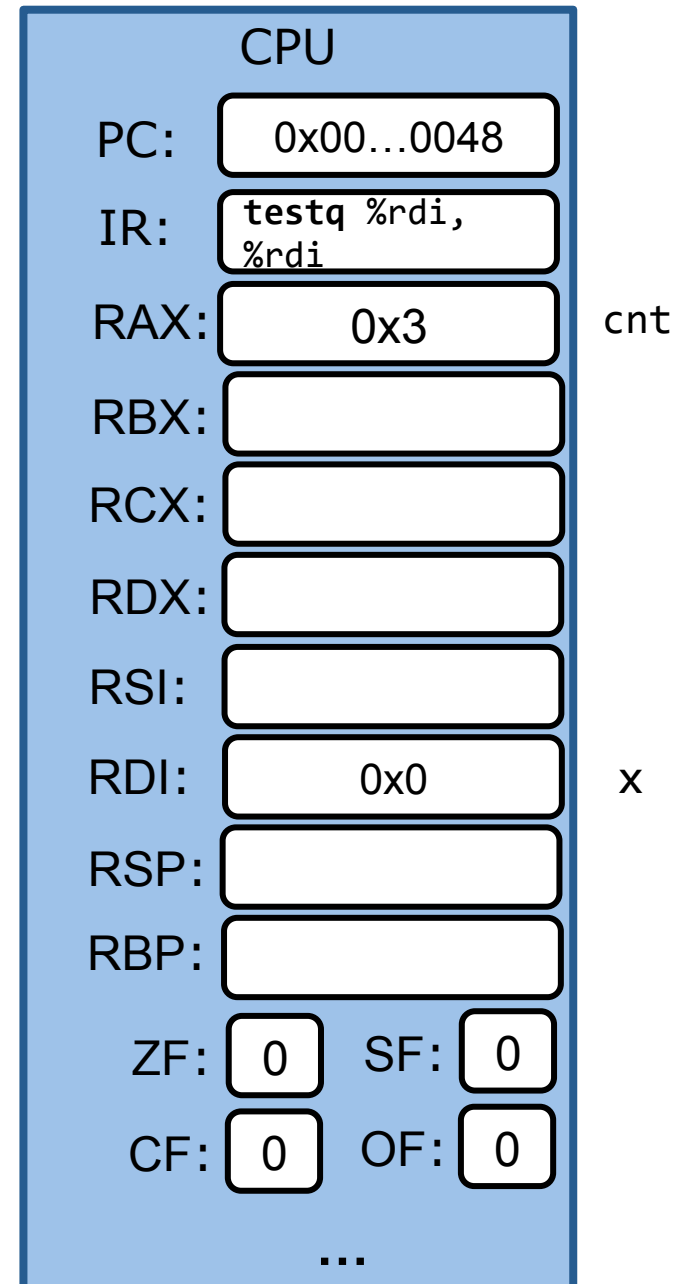 CPU
PC: 0x00...0048
IR: testq %rdi,
%rdi
RAX: 0x3 cnt
RBX:
RCX:
RDX:
RSI:
RDI: 0x0 x
RSP:
RBP:
ZF: 0 SF: 0
CF: 0 OF: 0
...